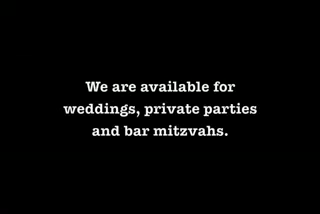 We are available for
weddings, private parties
and bar mitzvahs.